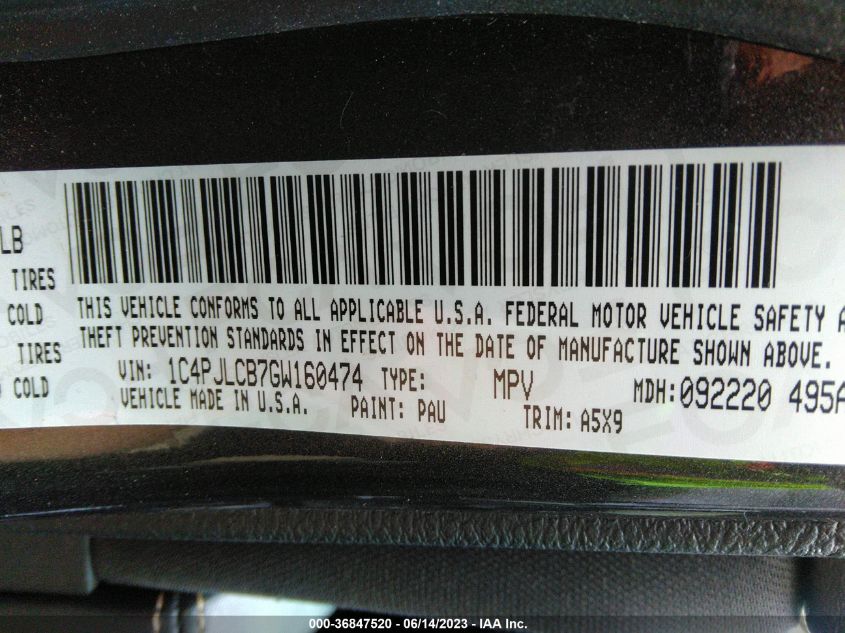 LB
TIRES
COLD
TIRES
COLD
THIS VEHICLE CONFORMS TO ALL APPLICABLE U.S.A. FEDERAL MOTOR VEHICLE SAFETY A
THEFT PREVENTION STANDARDS IN EFFECT ON THE DATE OF MANUFACTURE SHOWN ABOVE.
VIN: 1C4PJLCB7GW160474 TYPE: MPV MDH:092220 495A
VEHICLE MADE IN U.S.A. PAINT: PAU TRIM: A5X9
000-36847520 - 06/14/2023 - IAA Inc.